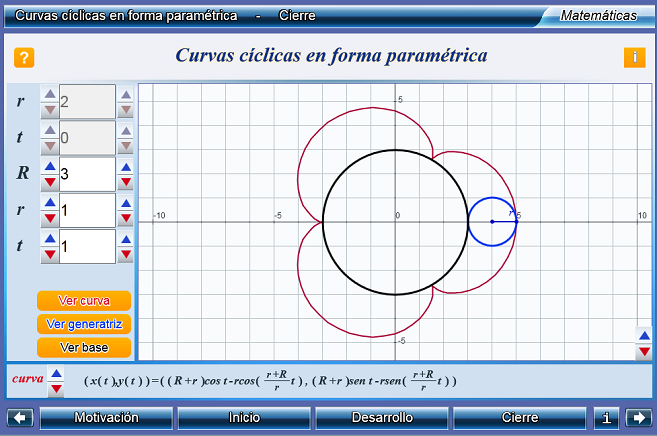 Curvas cíclicas en forma paramétrica - Cierre Matemáticas
? Curvas cíclicas en forma paramétrica i
r 2
t 0
R 3
r 1
t 1
5
-10 -5 0 r 5 10
-5
Ver curva
Ver generatriz
Ver base
curva (x(t),y(t))=((R+r)cos t-rcos(\frac{r+R}{r}t),(R+r)sen t-rsen(\frac{r+R}{r}t))
Motivación Inicio Desarrollo Cierre i